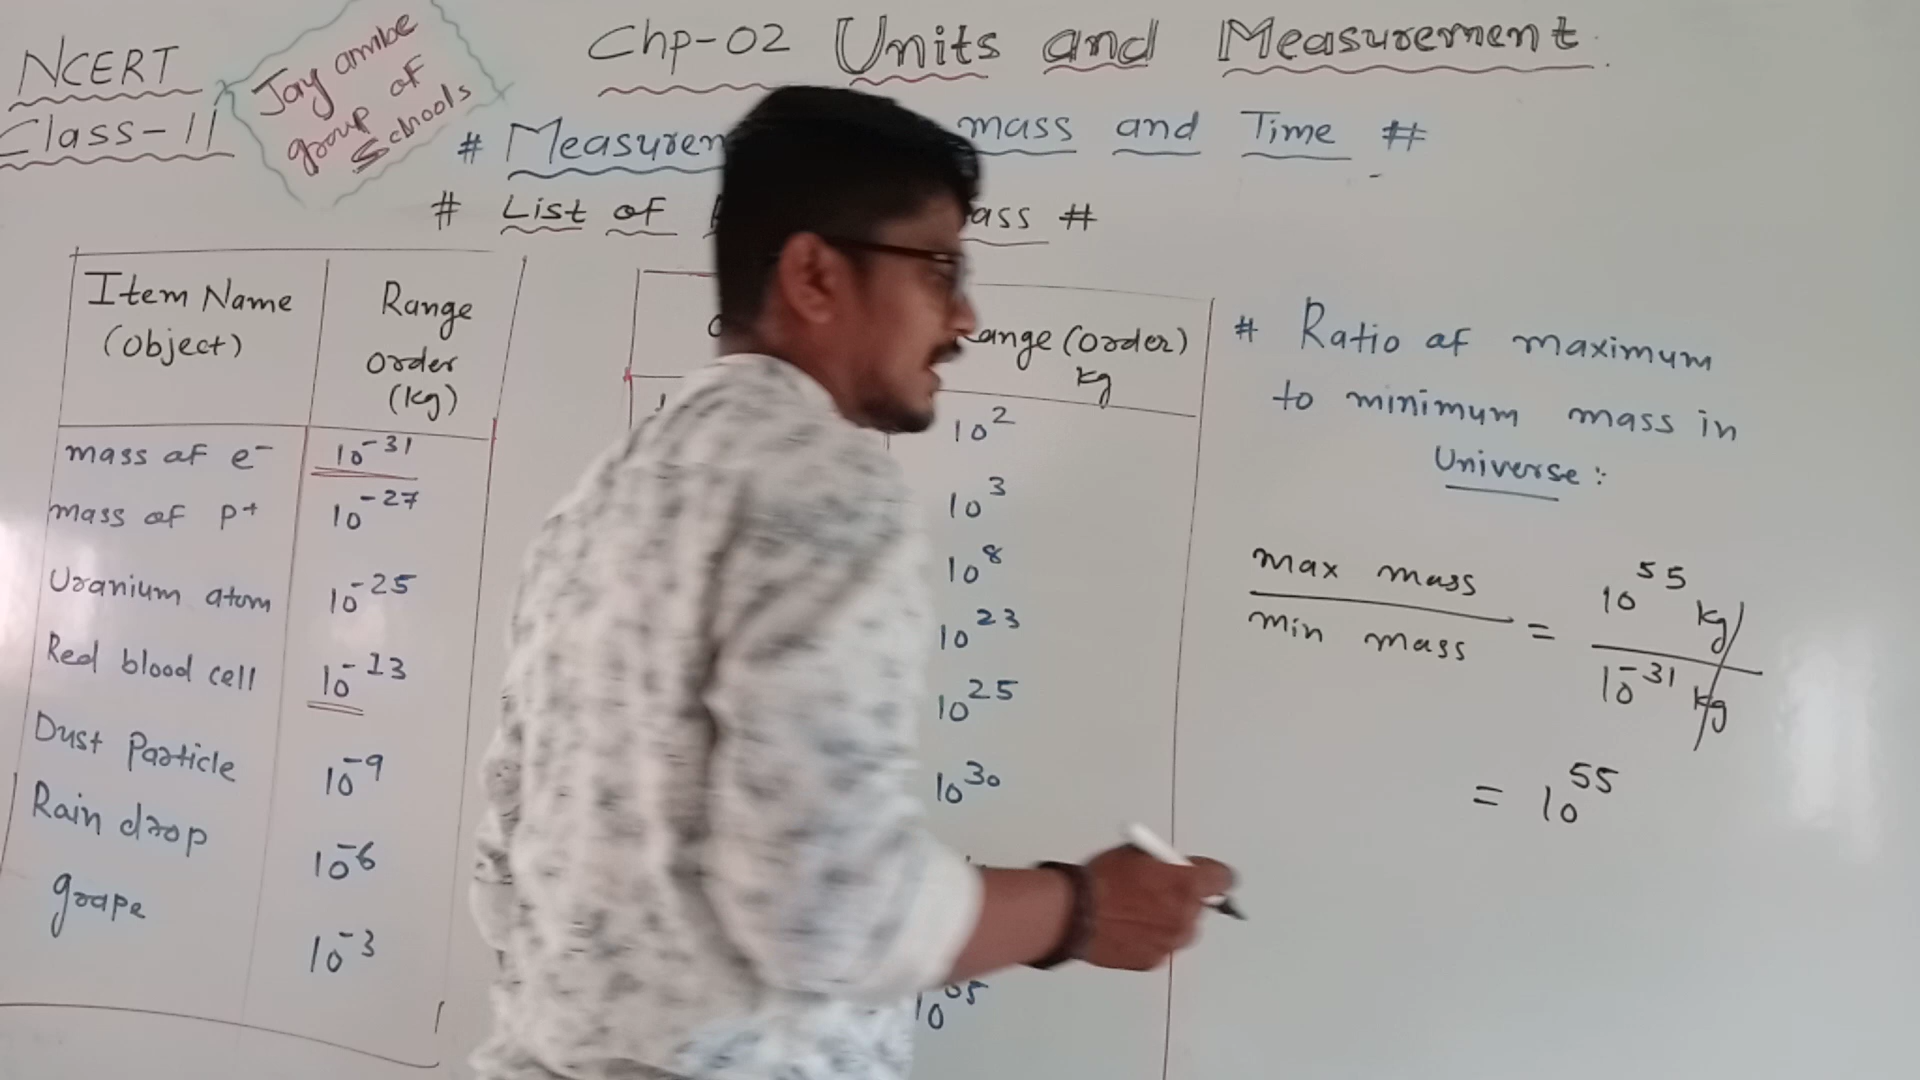 NCERT
Class-11
Jay ambe
group of
Schools
Chp-02 Units and Measurement
# mass and Time #
# List of #
Item Name
(Object)
Range
order
(kg)
mass of e⁻ 10⁻³¹
mass of p⁺ 10⁻²⁷
Uranium atom 10⁻²⁵
Red blood cell 10⁻¹³
Dust Particle 10⁻⁹
Rain drop 10⁻⁶
grape 10⁻³
(order)
kg
10²
10³
10⁸
10²³
10²⁵
10³⁰
# Ratio of maximum
to minimum mass in
Universe:
max mass
min mass
=
10⁵⁵ kg
10⁻³¹ kg
= 10⁵⁵